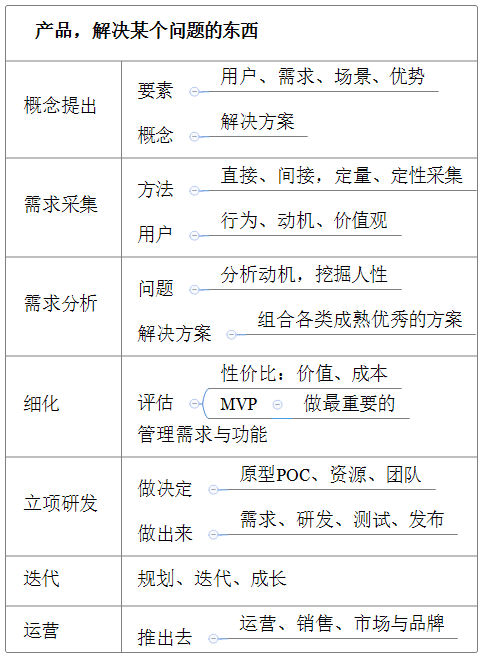 产品，解决某个问题的东西
概念提出
要素
用户、需求、场景、优势
概念
解决方案
需求采集
方法
直接、间接，定量、定性采集
用户
行为、动机、价值观
需求分析
问题
分析动机，挖掘人性
解决方案
组合各类成熟优秀的方案
细化
评估
性价比：价值、成本
MVP
做最重要的
管理需求与功能
立项研发
做决定
原型POC、资源、团队
做出来
需求、研发、测试、发布
迭代
规划、迭代、成长
运营
推出去
运营、销售、市场与品牌